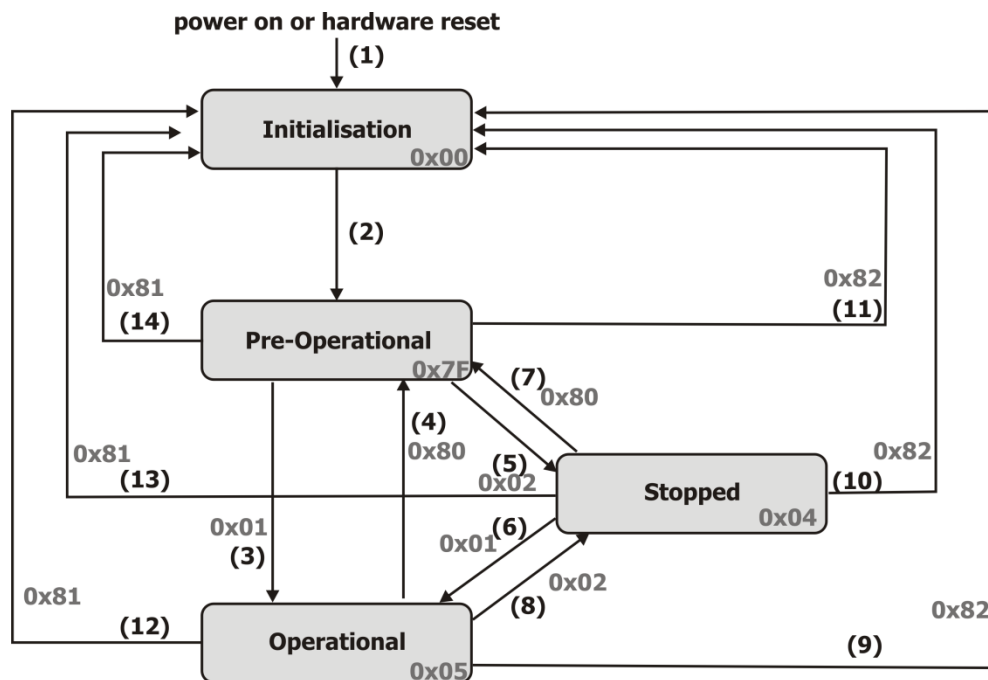 power on or hardware reset
(1)
Initialisation
0x00
(2)
0x81
0x82
(14)
(11)
Pre-Operational
0x7F
(7)
0x80
(4)
0x81
0x80
(5)
0x82
(13)
0x02
Stopped
(10)
0x04
0x01
(6)
0x01
(3)
0x02
0x81
(8)
0x82
(12)
Operational
(9)
0x05